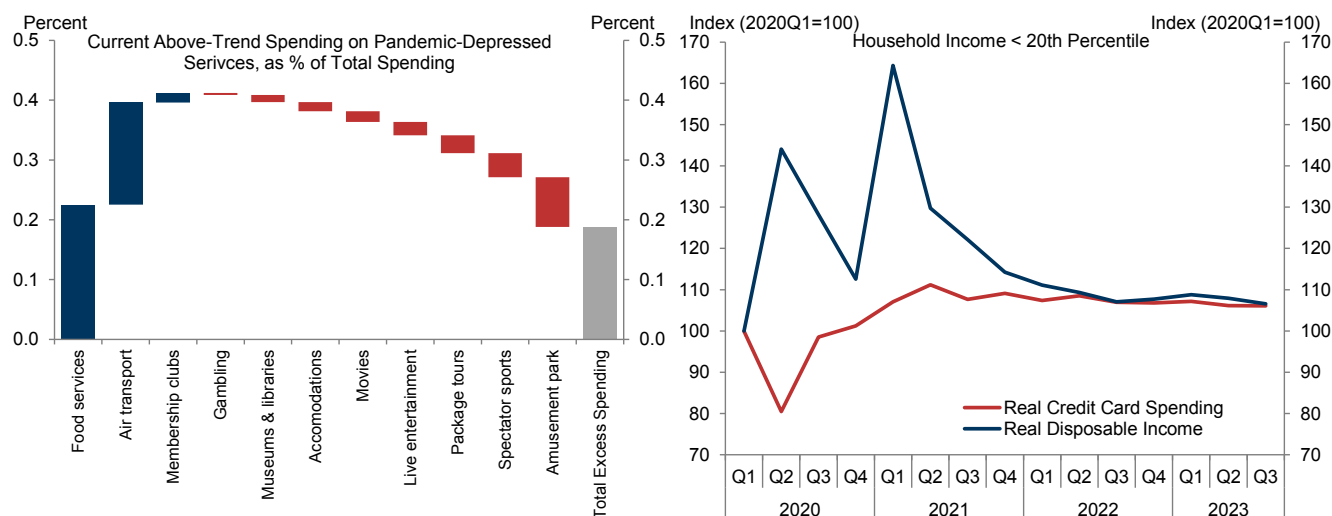 Percent
Percent
Current Above-Trend Spending on Pandemic-Depressed
Serivces, as % of Total Spending
0.5
0.4
0.3
0.2
0.1
0.0
0.5
0.4
0.3
0.2
0.1
0.0
Food services
Air transport
Membership clubs
Gambling
Museums & libraries
Accomodations
Movies
Live entertainment
Package tours
Spectator sports
Amusement park
Total Excess Spending
Index (2020Q1=100)
Index (2020Q1=100)
Household Income < 20th Percentile
170
160
150
140
130
120
110
100
90
80
70
170
160
150
140
130
120
110
100
90
80
70
Real Credit Card Spending
Real Disposable Income
Q1 Q2 Q3 Q4 Q1 Q2 Q3 Q4 Q1 Q2 Q3 Q4 Q1 Q2 Q3
2020 2021 2022 2023